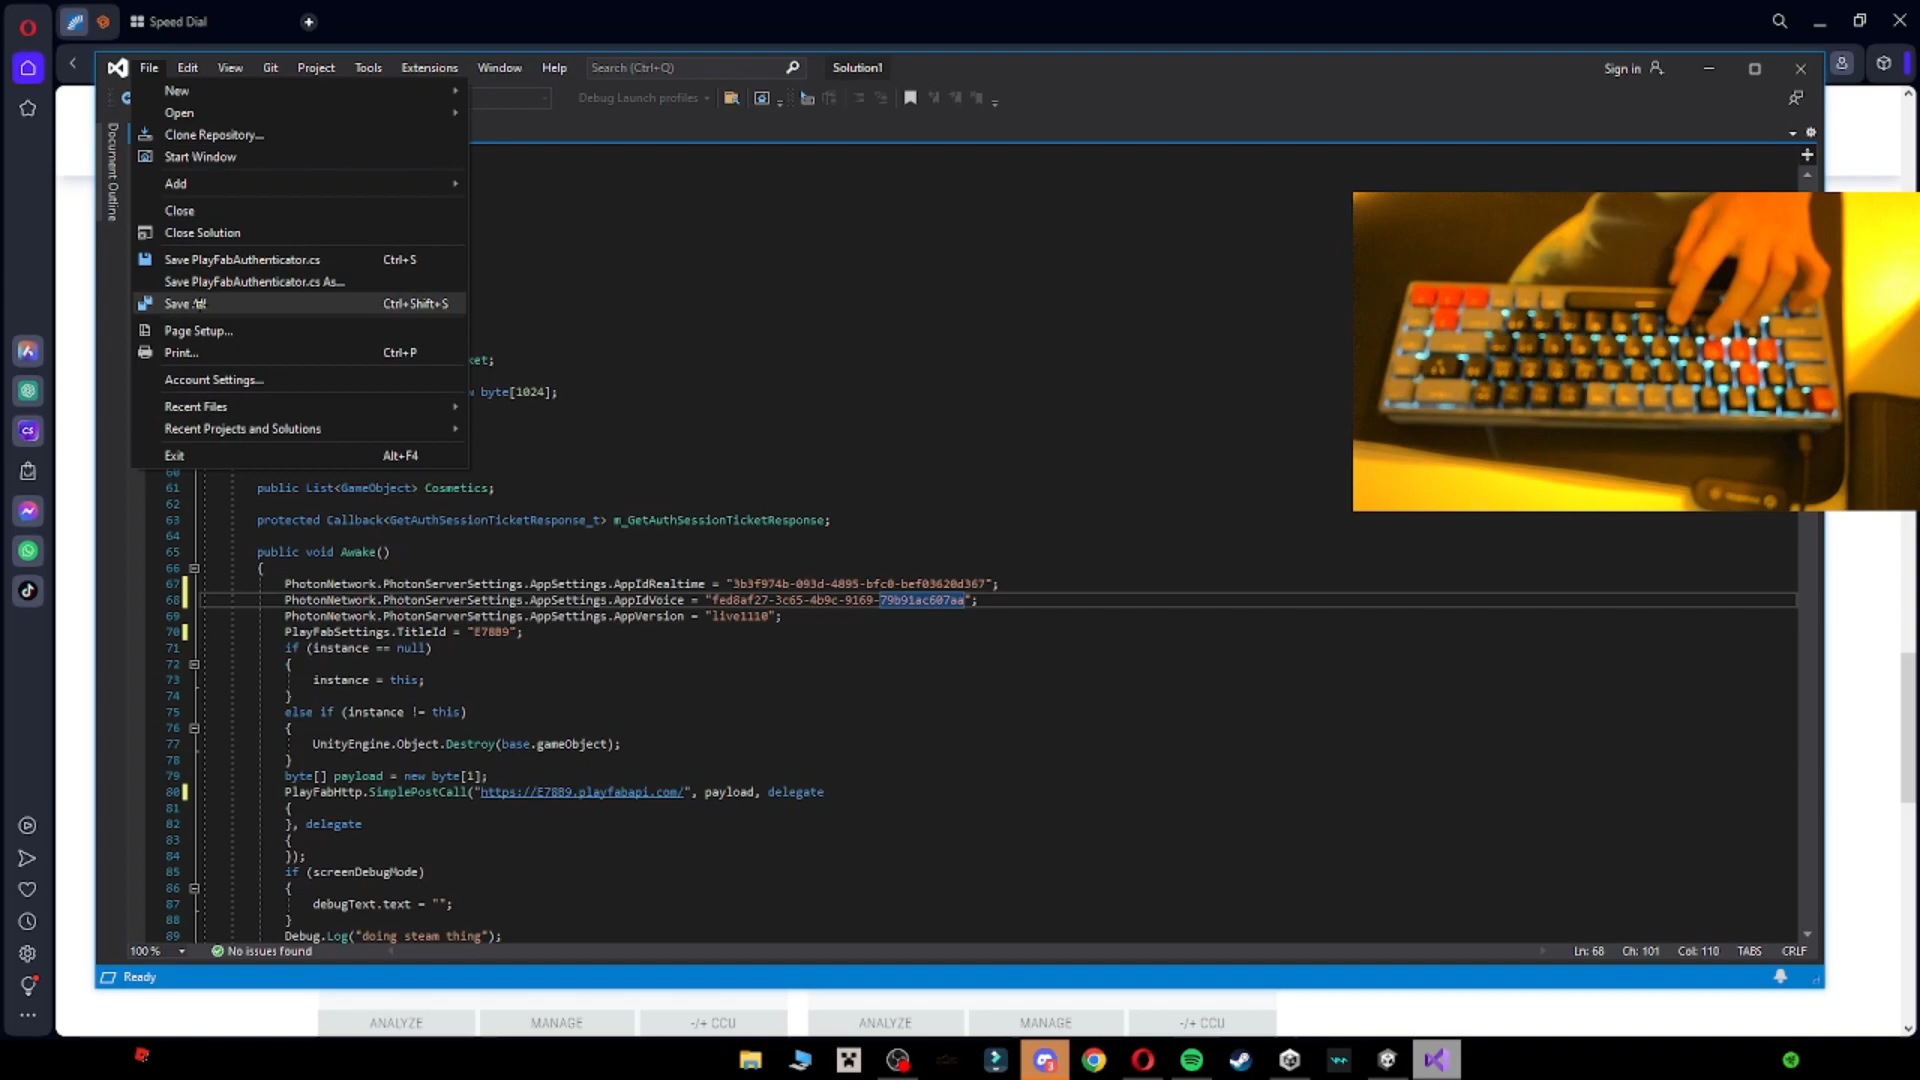 Speed Dial
File Edit View Git Project Tools Extensions Window Help Search (Ctrl+Q) Solution1 Sign in
Debug Launch profiles
Document Outline
New
Open
Clone Repository...
Start Window
Add
Close
Close Solution
Save PlayFabAuthenticator.cs Ctrl+S
Save PlayFabAuthenticator.cs As...
Save All Ctrl+Shift+S
Page Setup...
Print... Ctrl+P
Account Settings...
Recent Files
Recent Projects and Solutions
Exit Alt+F4
ket;
byte[1024];
60
61 public List<GameObject> Cosmetics;
62
63 protected Callback<GetAuthSessionTicketResponse_t> m_GetAuthSessionTicketResponse;
64
65 public void Awake()
66 {
67 PhotonNetwork.PhotonServerSettings.AppSettings.AppIdRealtime = "3b3f974b-093d-4895-bfc0-bef03620d367";
68 PhotonNetwork.PhotonServerSettings.AppSettings.AppIdVoice = "fed8af27-3c65-4b9c-9169-79b91ac607aa";
69 PhotonNetwork.PhotonServerSettings.AppSettings.AppVersion = "live1110";
70 PlayFabSettings.TitleId = "E78B9";
71 if (instance == null)
72 {
73 instance = this;
74 }
75 else if (instance != this)
76 {
77 UnityEngine.Object.Destroy(base.gameObject);
78 }
79 byte[] payload = new byte[1];
80 PlayFabHttp.SimplePostCall("https://E78B9.playfabapi.com/", payload, delegate
81 {
82 }, delegate
83 {
84 });
85 if (screenDebugMode)
86 {
87 debugText.text = "";
88 }
89 Debug.Log("doing steam thing");
100 % No issues found Ln: 68 Ch: 101 Col: 110 TABS CRLF
Ready
ANALYZE MANAGE -/+ CCU ANALYZE MANAGE -/+ CCU